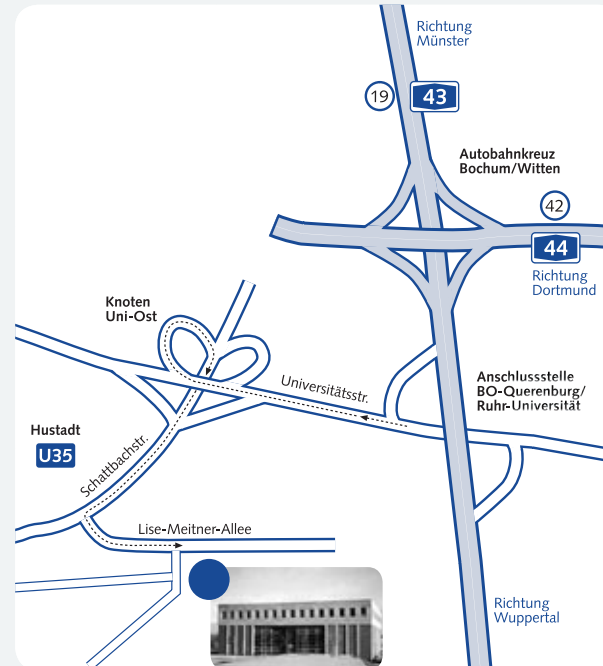 Richtung
Münster
19
43
Autobahnkreuz
Bochum/Witten
42
44
Richtung
Dortmund
Knoten
Uni-Ost
Universitätsstr.
Anschlussstelle
BO-Querenburg/
Ruhr-Universität
Hustadt
U35
Schattbachstr.
Lise-Meitner-Allee
Richtung
Wuppertal